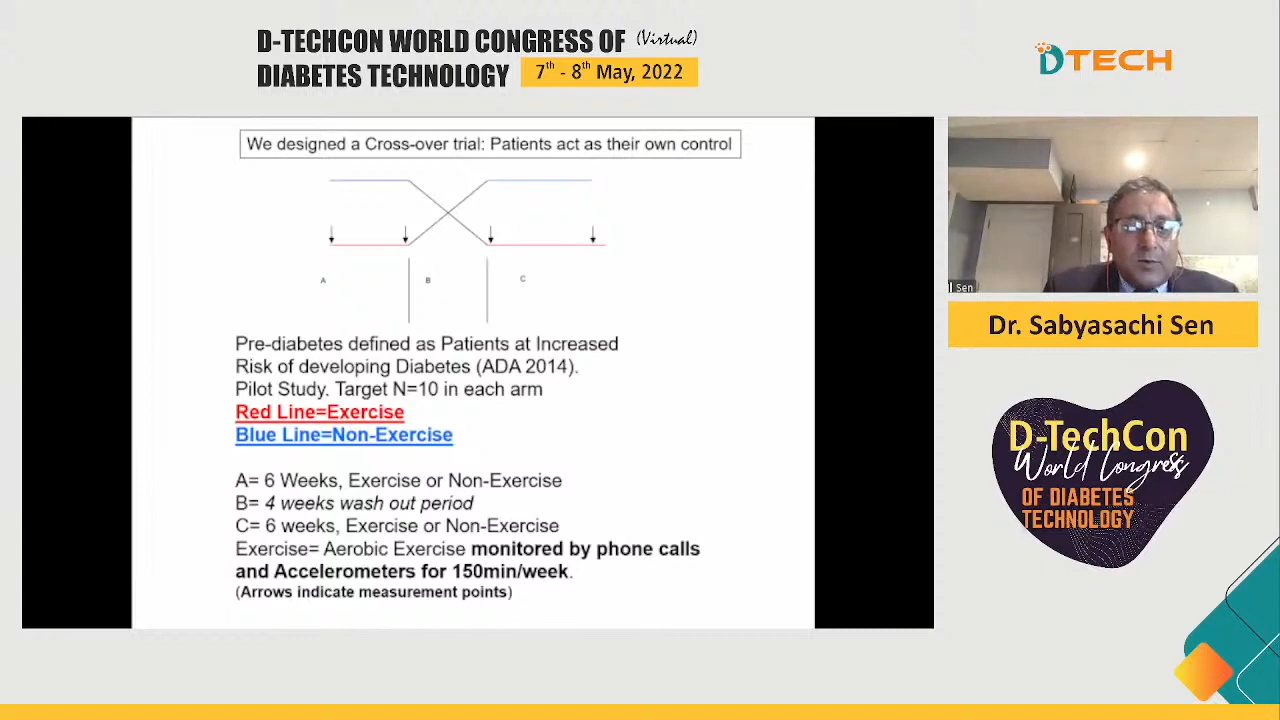 D-TECHCON WORLD CONGRESS OF (Virtual)
DIABETES TECHNOLOGY 7th - 8th May, 2022
DTECH
We designed a Cross-over trial: Patients act as their own control
A B C
Pre-diabetes defined as Patients at Increased
Risk of developing Diabetes (ADA 2014).
Pilot Study. Target N=10 in each arm
Red Line=Exercise
Blue Line=Non-Exercise
A= 6 Weeks, Exercise or Non-Exercise
B= 4 weeks wash out period
C= 6 weeks, Exercise or Non-Exercise
Exercise= Aerobic Exercise monitored by phone calls
and Accelerometers for 150min/week.
(Arrows indicate measurement points)
Sen
Dr. Sabyasachi Sen
D-TechCon
World Congress
OF DIABETES
TECHNOLOGY